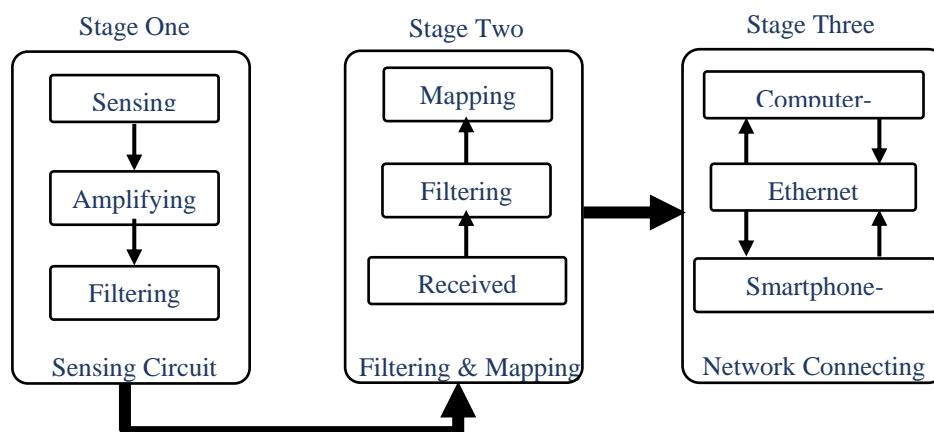 Stage One
Sensing
Amplifying
Filtering
Sensing Circuit
Stage Two
Mapping
Filtering
Received
Filtering & Mapping
Stage Three
Computer-
Ethernet
Smartphone-
Network Connecting